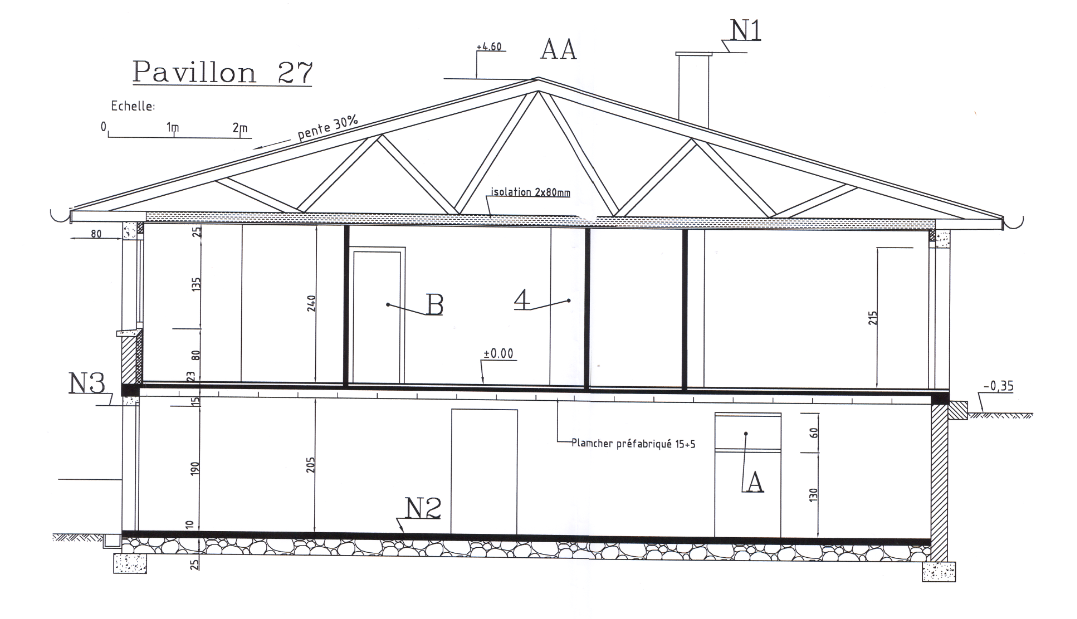 N1
+4.60
AA
Pavillon 27
Echelle:
0 1m 2m
pente 30%
isolation 2x80mm
80
25
135
240
B
4
215
80
±0.00
23
N3
-0,35
15
60
Plancher préfabriqué 15+5
190
205
A
130
N2
10
25